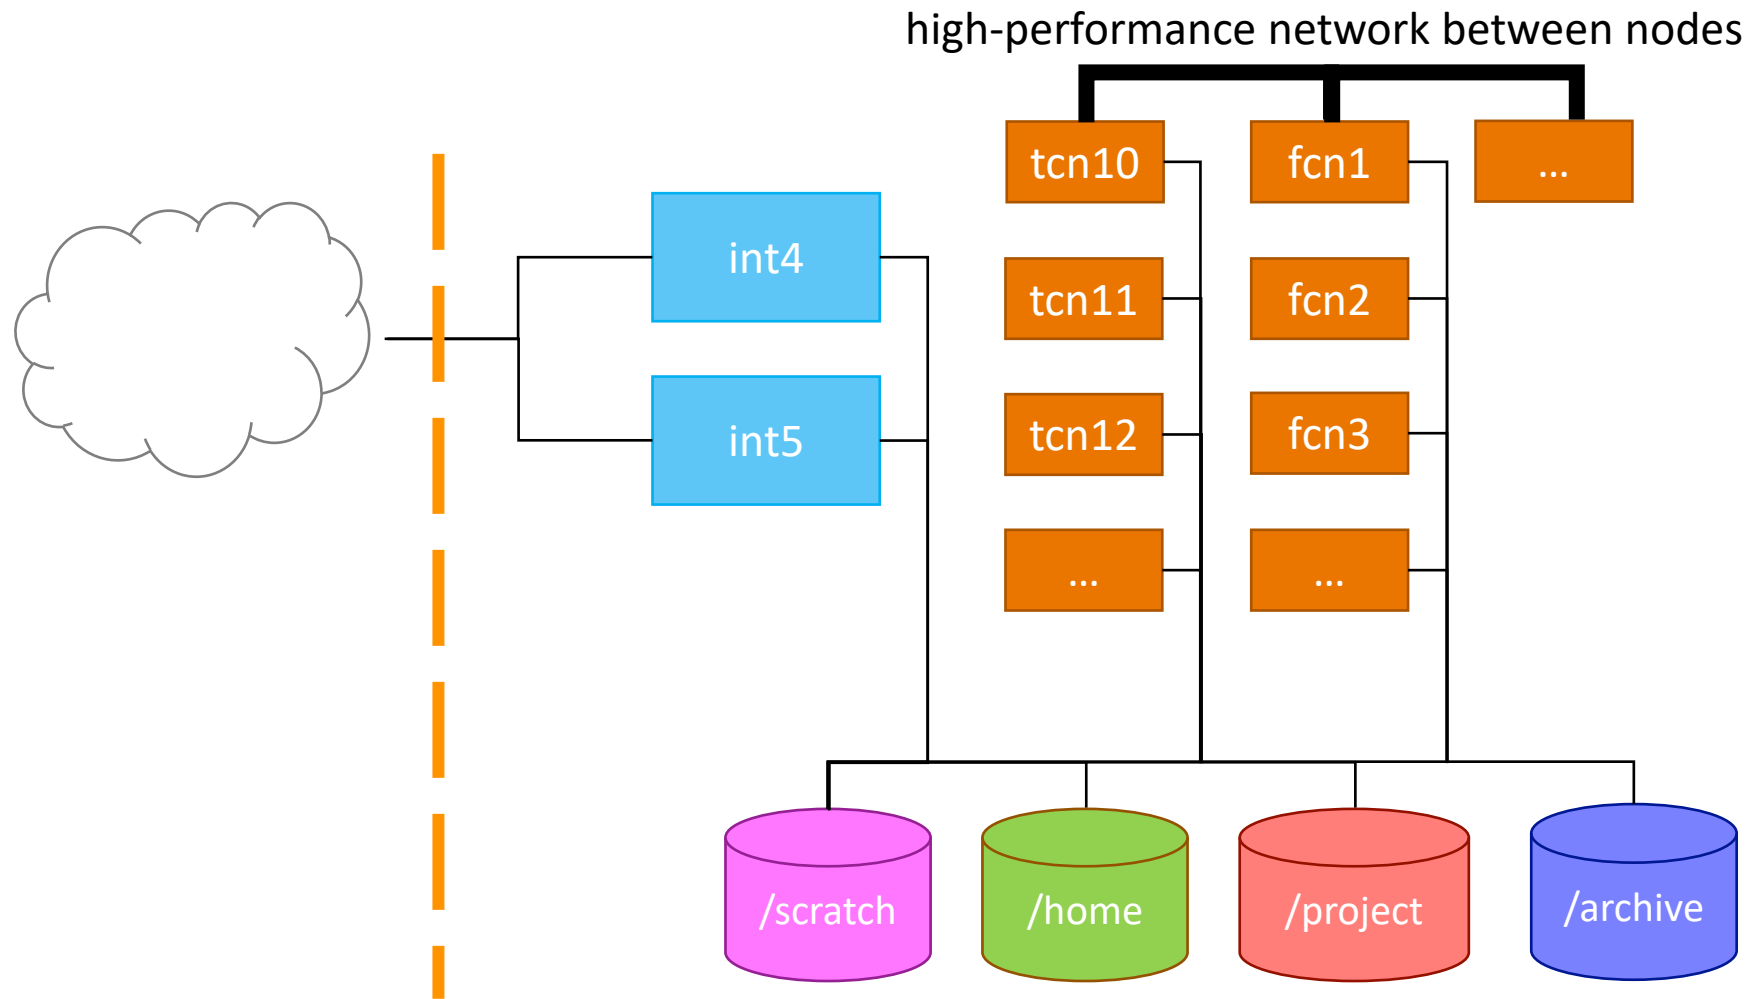 high-performance network between nodes
tcn10
fcn1
...
int4
tcn11
fcn2
int5
tcn12
fcn3
...
...
/scratch
/home
/project
/archive